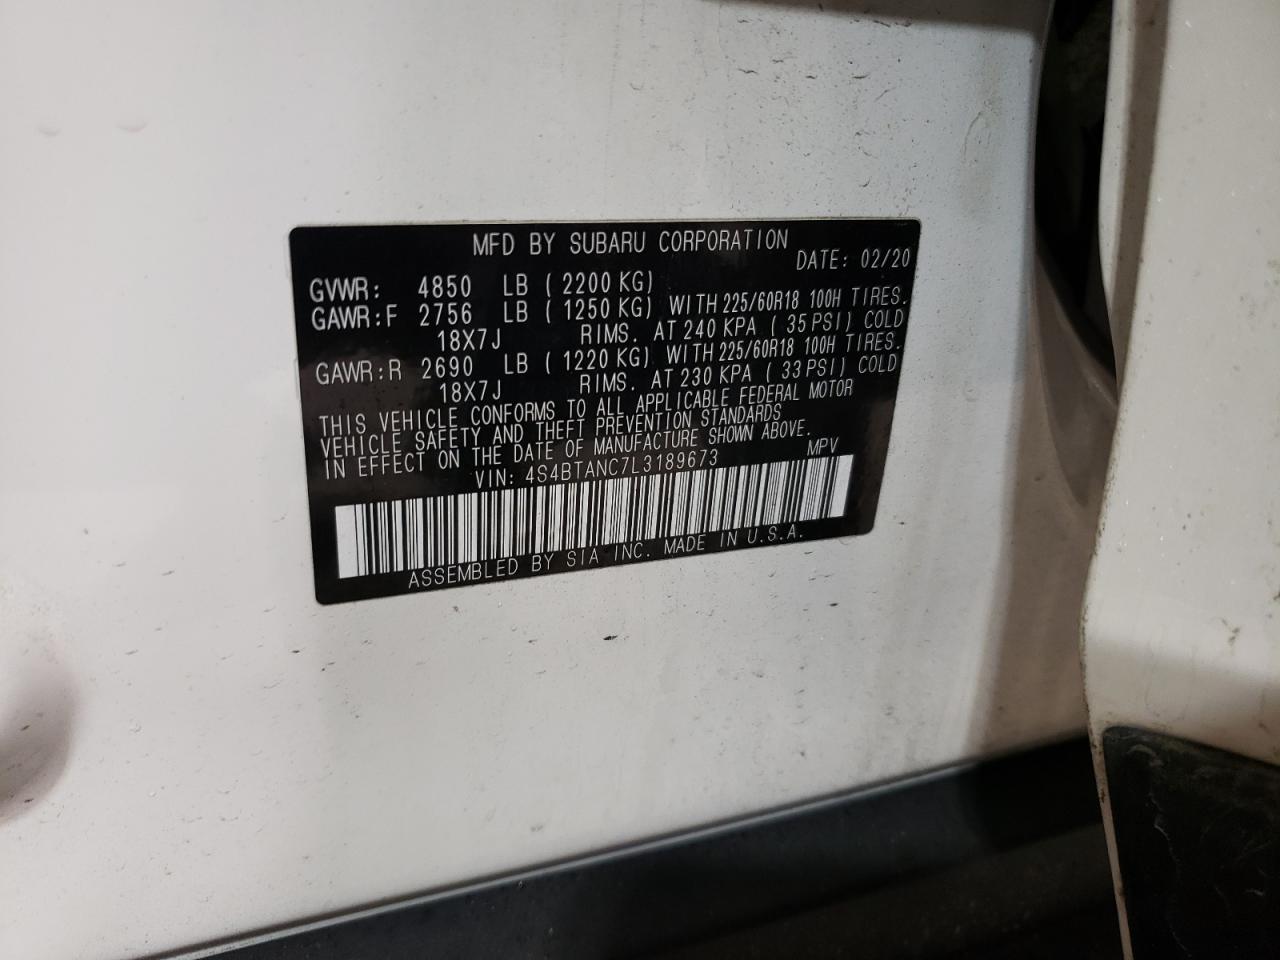 MFD BY SUBARU CORPORATION
DATE: 02/20
GVWR: 4850 LB ( 2200 KG)
GAWR:F 2756 LB ( 1250 KG) WITH 225/60R18 100H TIRES.
18X7J RIMS. AT 240 KPA ( 35 PSI) COLD
GAWR:R 2690 LB ( 1220 KG) WITH 225/60R18 100H TIRES.
18X7J RIMS. AT 230 KPA ( 33 PSI) COLD
THIS VEHICLE CONFORMS TO ALL APPLICABLE FEDERAL MOTOR
VEHICLE SAFETY AND THEFT PREVENTION STANDARDS
IN EFFECT ON THE DATE OF MANUFACTURE SHOWN ABOVE.
VIN: 4S4BTANC7L3189673 MPV
ASSEMBLED BY SIA INC. MADE IN U.S.A.